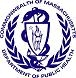 COMMONWEALTH OF MASSACHUSETTS
DEPARTMENT OF PUBLIC HEALTH